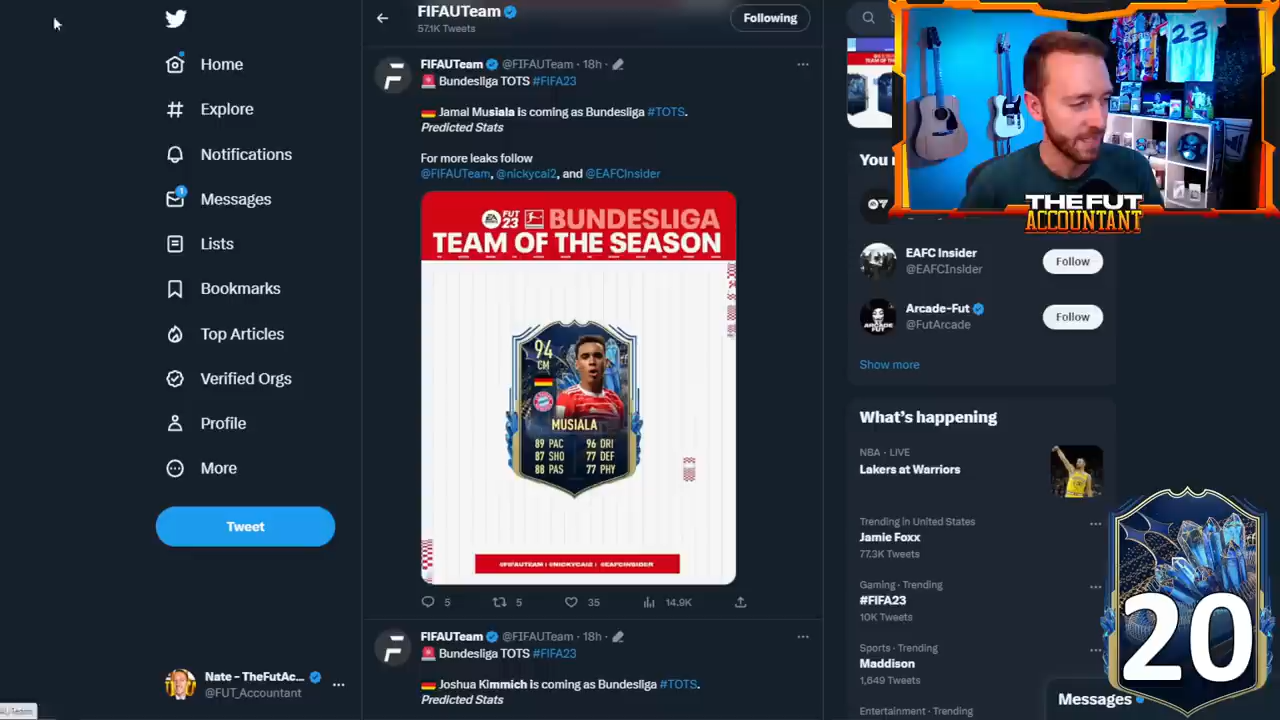 Home
Explore
Notifications
1
Messages
Lists
Bookmarks
Top Articles
Verified Orgs
Profile
More
Tweet
Nate - TheFutAc...
@FUT_Accountant
FIFAUTeam
57.1K Tweets
Following
FIFAUTeam @FIFAUTeam · 18h ·
Bundesliga TOTS #FIFA23
Jamal Musiala is coming as Bundesliga #TOTS.
Predicted Stats
For more leaks follow
@FIFAUTeam, @nickycai2, and @EAFCInsider
FUT 23 BUNDESLIGA
TEAM OF THE SEASON
94
CM
MUSIALA
89 PAC 96 DRI
87 SHO 77 DEF
88 PAS 77 PHY
@FIFAUTEAM | @NICKYCAI2 | @EAFCINSIDER
5 5 35 14.9K
FIFAUTeam @FIFAUTeam · 18h ·
Bundesliga TOTS #FIFA23
Joshua Kimmich is coming as Bundesliga #TOTS.
Predicted Stats
23
THE FUT
ACCOUNTANT
EAFC Insider
@EAFCInsider
Follow
Arcade-Fut
@FutArcade
Follow
Show more
What's happening
NBA · LIVE
Lakers at Warriors
Trending in United States
Jamie Foxx
77.3K Tweets
Gaming · Trending
#FIFA23
10K Tweets
Sports · Trending
Maddison
1,649 Tweets
Entertainment · Trending
Messages
20